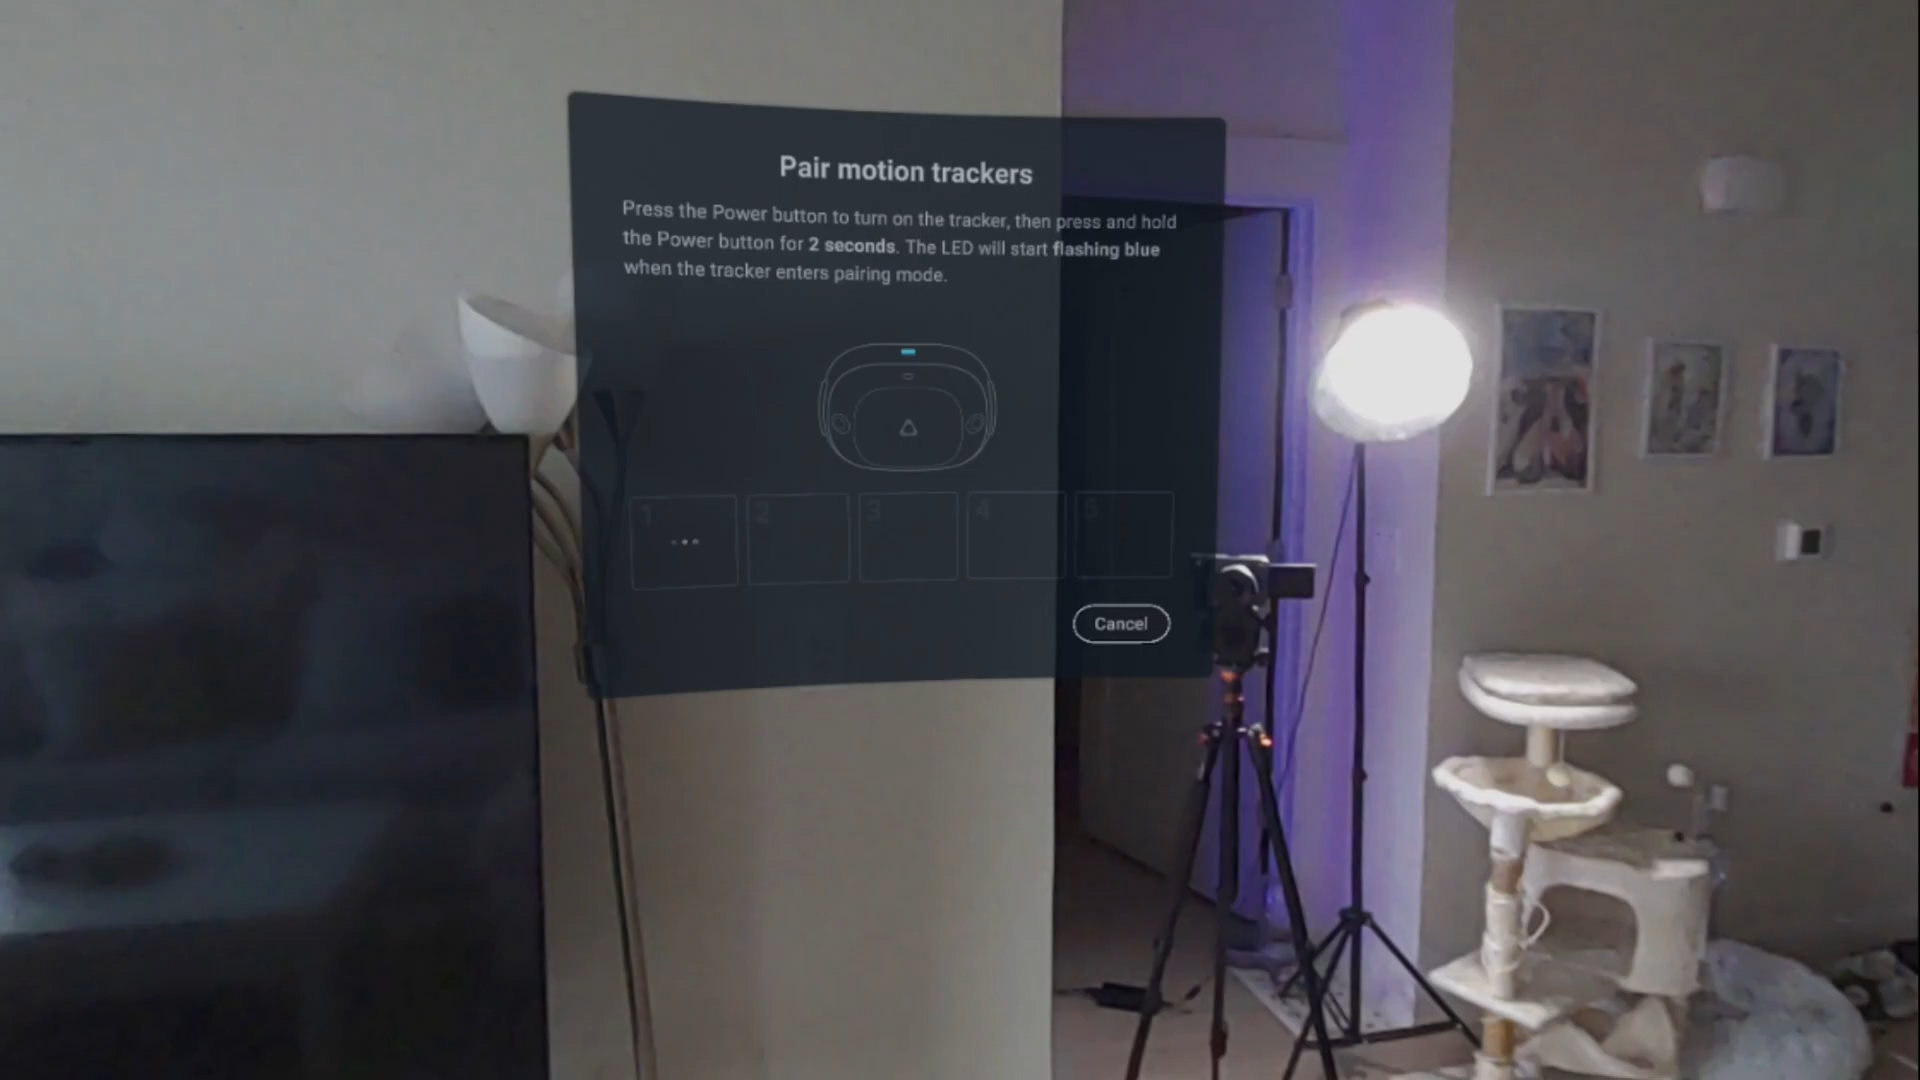 Pair motion trackers
Press the Power button to turn on the tracker, then press and hold
the Power button for 2 seconds. The LED will start flashing blue
when the tracker enters pairing mode.
1 2 3 4 5
Cancel